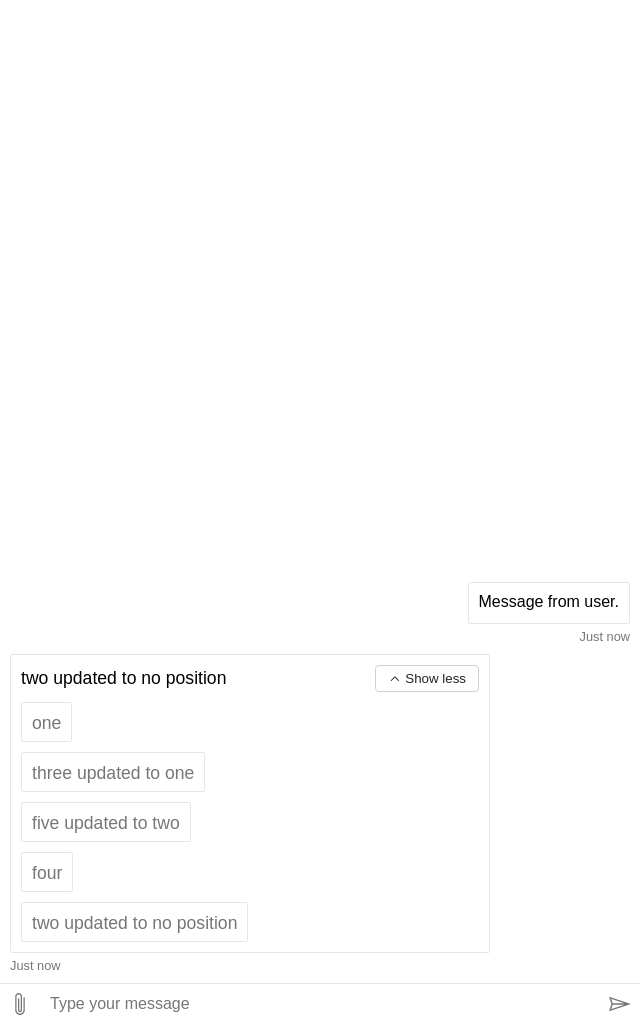 Message from user.
Just now
two updated to no position
Show less
one
three updated to one
five updated to two
four
two updated to no position
Just now
Type your message